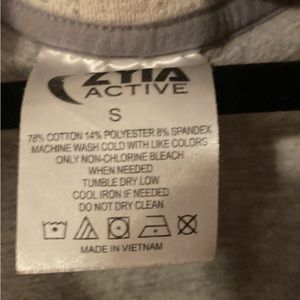 ZYIA
ACTIVE
S
78% COTTON 14% POLYESTER 8% SPANDEX
MACHINE WASH COLD WITH LIKE COLORS
ONLY NON-CHLORINE BLEACH
WHEN NEEDED
TUMBLE DRY LOW
COOL IRON IF NEEDED
DO NOT DRY CLEAN
MADE IN VIETNAM